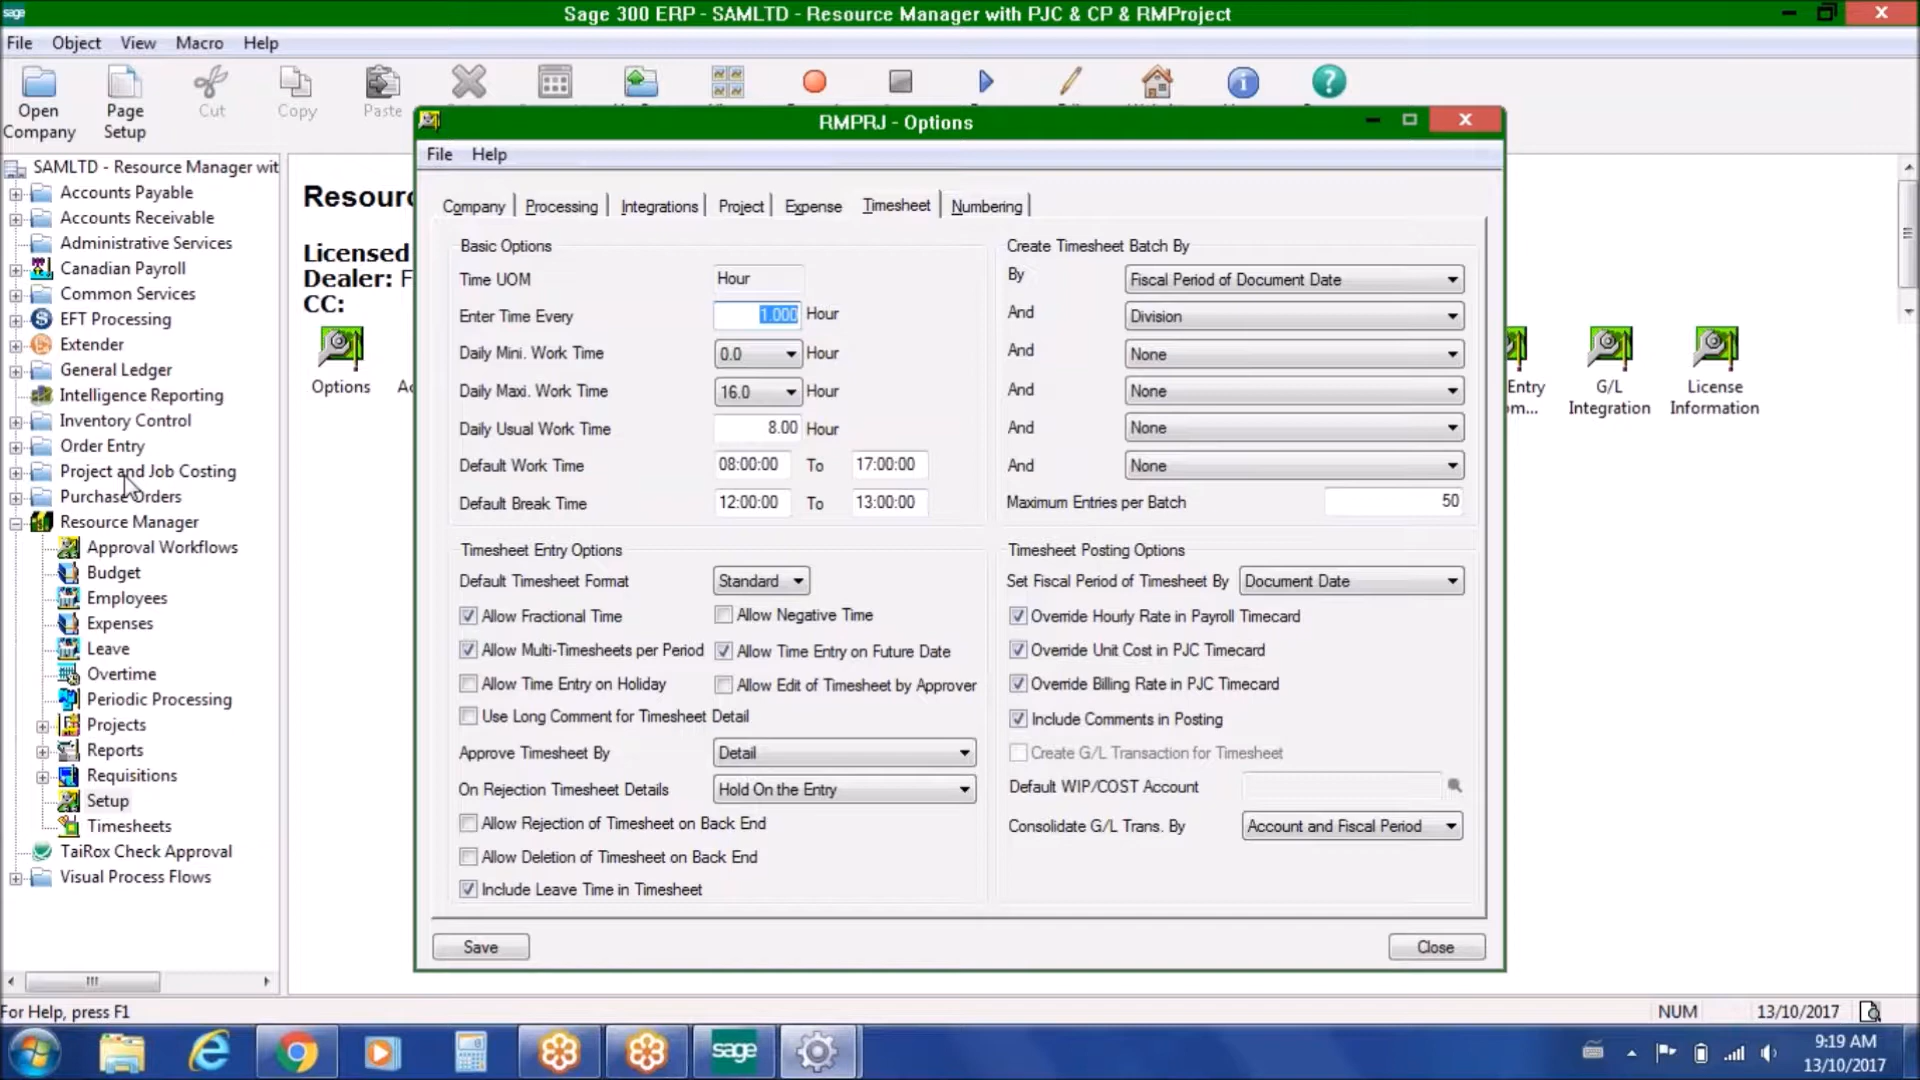 sage
Sage 300 ERP - SAMLTD - Resource Manager with PJC & CP & RMProject
File Object View Macro Help
Open Company
Page Setup
Cut
Copy
Paste
SAMLTD - Resource Manager wit
Accounts Payable
Accounts Receivable
Administrative Services
Canadian Payroll
Common Services
EFT Processing
Extender
General Ledger
Intelligence Reporting
Inventory Control
Order Entry
Project and Job Costing
Purchase Orders
Resource Manager
Approval Workflows
Budget
Employees
Expenses
Leave
Overtime
Periodic Processing
Projects
Reports
Requisitions
Setup
Timesheets
TaiRox Check Approval
Visual Process Flows
Licensed
Dealer: F
CC:
Options
Entry
G/L Integration
License Information
RMPRJ - Options
File Help
Company Processing Integrations Project Expense Timesheet Numbering
Basic Options
Time UOM Hour
Enter Time Every 1.000 Hour
Daily Mini. Work Time 0.0 Hour
Daily Maxi. Work Time 16.0 Hour
Daily Usual Work Time 8.00 Hour
Default Work Time 08:00:00 To 17:00:00
Default Break Time 12:00:00 To 13:00:00
Create Timesheet Batch By
By Fiscal Period of Document Date
And Division
And None
And None
And None
And None
Maximum Entries per Batch 50
Timesheet Entry Options
Default Timesheet Format Standard
Allow Fractional Time Allow Negative Time
Allow Multi-Timesheets per Period Allow Time Entry on Future Date
Allow Time Entry on Holiday Allow Edit of Timesheet by Approver
Use Long Comment for Timesheet Detail
Approve Timesheet By Detail
On Rejection Timesheet Details Hold On the Entry
Allow Rejection of Timesheet on Back End
Allow Deletion of Timesheet on Back End
Include Leave Time in Timesheet
Timesheet Posting Options
Set Fiscal Period of Timesheet By Document Date
Override Hourly Rate in Payroll Timecard
Override Unit Cost in PJC Timecard
Override Billing Rate in PJC Timecard
Include Comments in Posting
Create G/L Transaction for Timesheet
Default WIP/COST Account
Consolidate G/L Trans. By Account and Fiscal Period
Save Close
For Help, press F1
NUM 13/10/2017
sage
9:19 AM
13/10/2017